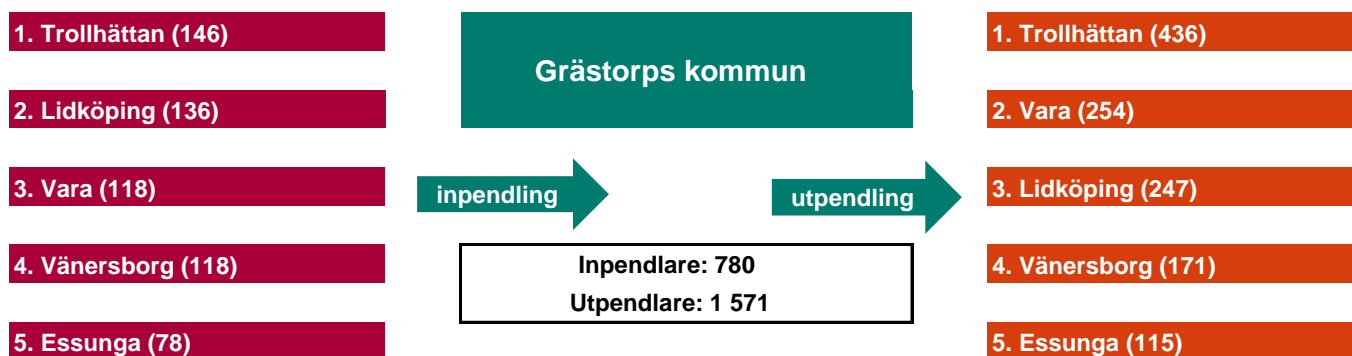 1. Trollhättan (146)
2. Lidköping (136)
3. Vara (118)
4. Vänersborg (118)
5. Essunga (78)
Grästorps kommun
inpendling
utpendling
Inpendlare: 780
Utpendlare: 1 571
1. Trollhättan (436)
2. Vara (254)
3. Lidköping (247)
4. Vänersborg (171)
5. Essunga (115)